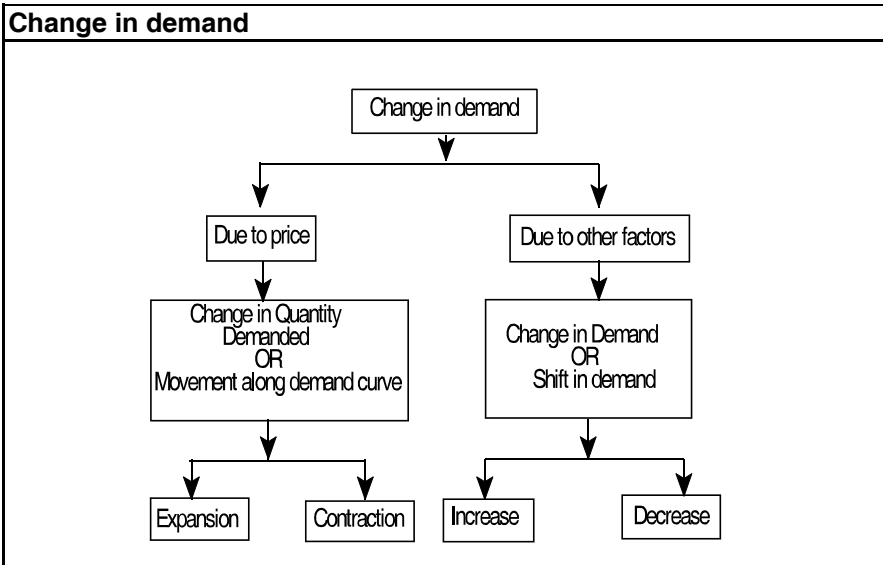 Change in demand
Change in demand
Due to price
Due to other factors
Change in Quantity
Demanded
OR
Movement along demand curve
Change in Demand
OR
Shift in demand
Expansion
Contraction
Increase
Decrease